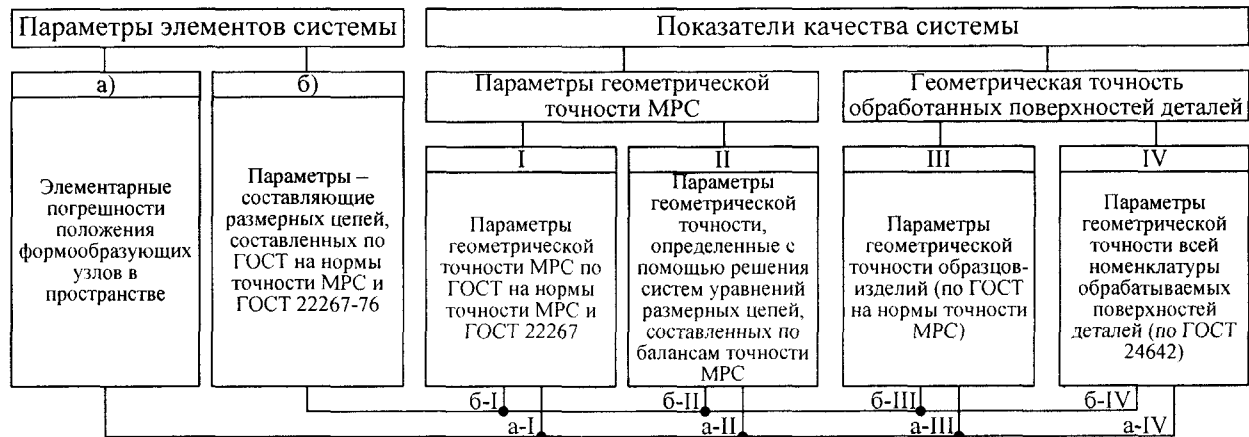 Параметры элементов системы
Показатели качества системы
а)
Элементарные
погрешности
положения
формообразующих
узлов в
пространстве
б)
Параметры –
составляющие
размерных цепей,
составленных по
ГОСТ на нормы
точности МРС и
ГОСТ 22267-76
Параметры геометрической
точности МРС
Геометрическая точность
обработанных поверхностей деталей
I
Параметры
геометрической
точности МРС по
ГОСТ на нормы
точности МРС и
ГОСТ 22267
II
Параметры
геометрической
точности,
определенные с
помощью решения
систем уравнений
размерных цепей,
составленных по
балансам точности
МРС
III
Параметры
геометрической
точности образцов-
изделий (по ГОСТ
на нормы точности
МРС)
IV
Параметры
геометрической
точности всей
номенклатуры
обрабатываемых
поверхностей
деталей (по ГОСТ
24642)
б-I
б-II
б-III
б-IV
а-I
а-II
а-III
а-IV